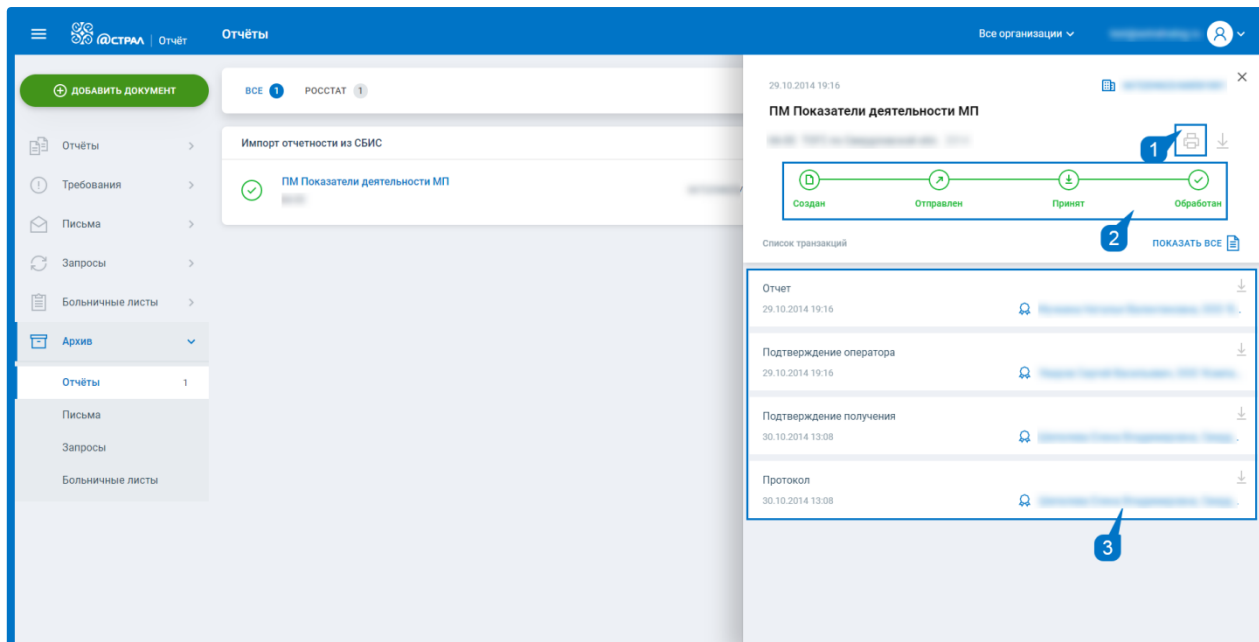 @СТРАЛ | Отчёт
Отчёты
Все организации
ДОБАВИТЬ ДОКУМЕНТ
Отчёты
Требования
Письма
Запросы
Больничные листы
Архив
Отчёты 1
Письма
Запросы
Больничные листы
ВСЕ 1 РОССТАТ 1
Импорт отчетности из СБИС
ПМ Показатели деятельности МП
29.10.2014 19:16
ПМ Показатели деятельности МП
1
Создан Отправлен Принят Обработан
2
Список транзакций ПОКАЗАТЬ ВСЕ
Отчет
29.10.2014 19:16
Подтверждение оператора
29.10.2014 19:16
Подтверждение получения
30.10.2014 13:08
Протокол
30.10.2014 13:08
3